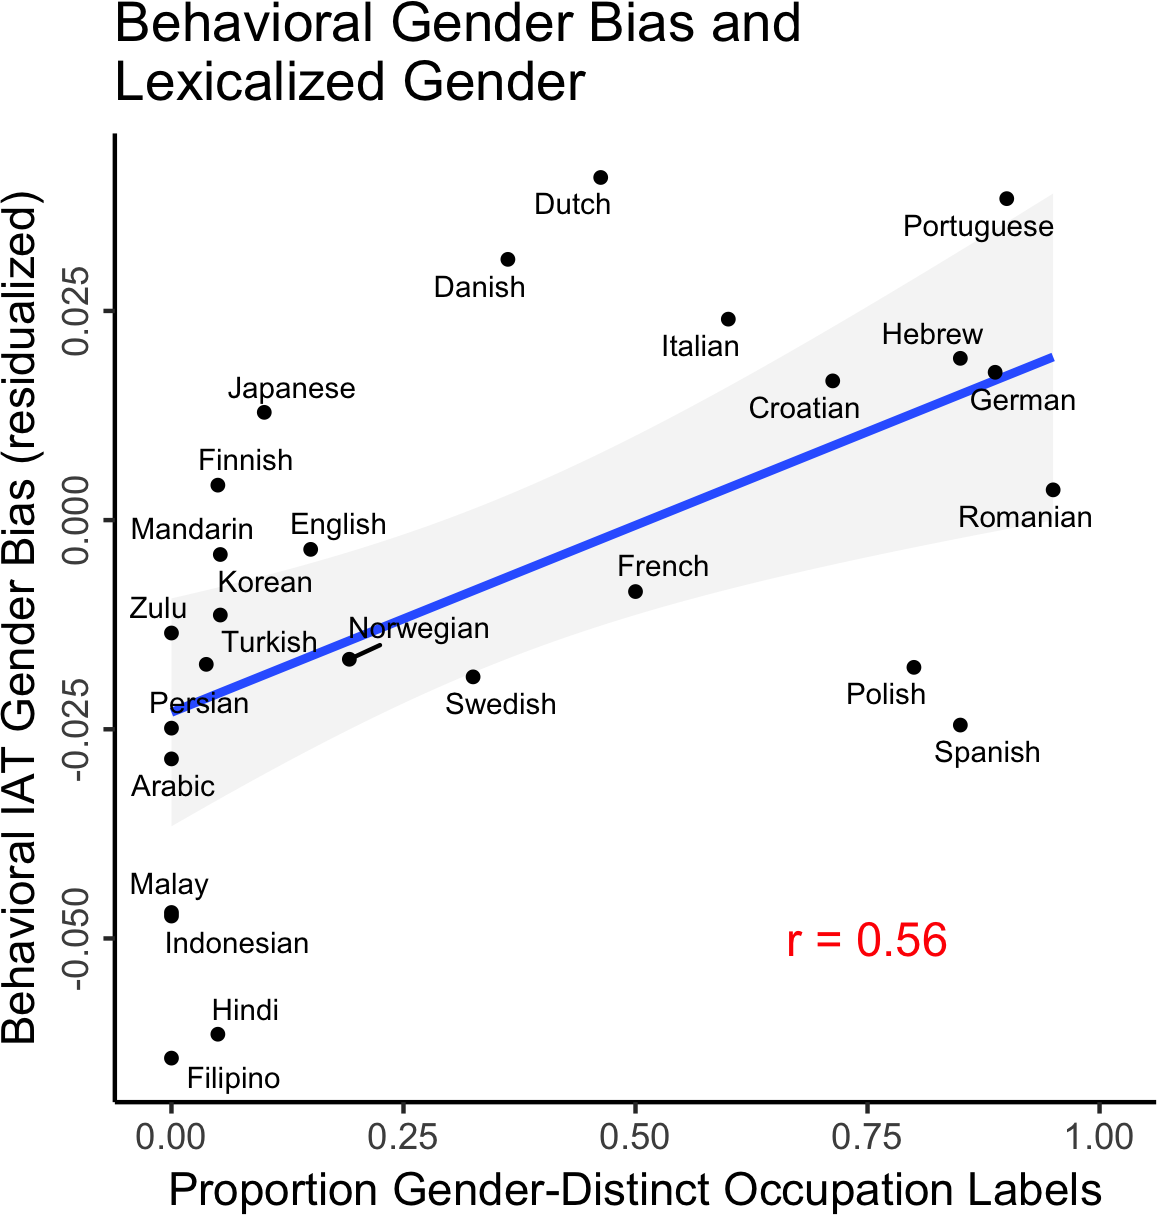 Behavioral Gender Bias and
Lexicalized Gender
Behavioral IAT Gender Bias (residualized)
0.025
0.000
-0.025
-0.050
Dutch
Portuguese
Danish
Italian
Hebrew
Japanese
German
Croatian
Finnish
Romanian
English
Mandarin
French
Korean
Zulu
Norwegian
Turkish
Polish
Persian
Swedish
Spanish
Arabic
Malay
Indonesian
r = 0.56
Hindi
Filipino
0.00 0.25 0.50 0.75 1.00
Proportion Gender-Distinct Occupation Labels